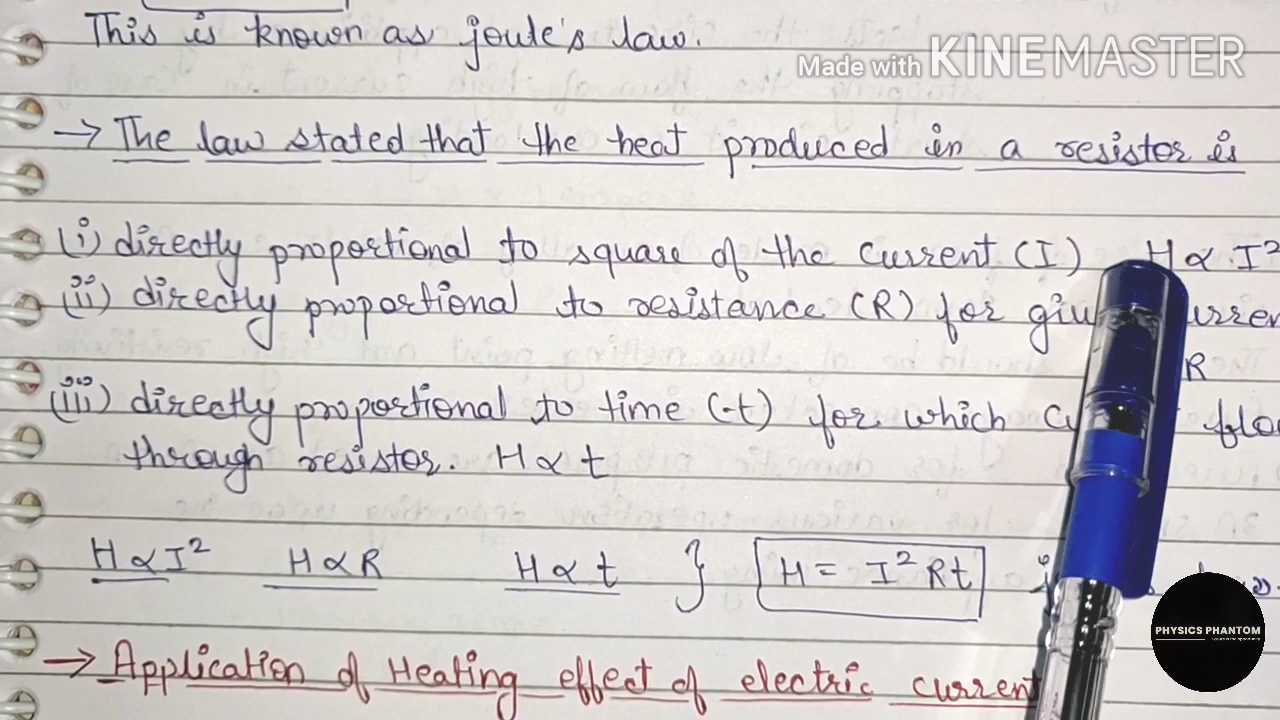 This is known as joule's law.
Made with KINEMASTER
→ The law stated that the heat produced in a resistor is
(i) directly proportional to square of the current (I) H ∝ I²
(ii) directly proportional to resistance (R) for
R
(iii) directly proportional to time (t) for which
through resistor. H ∝ t
H ∝ I² H ∝ R H ∝ t } H = I² Rt
PHYSICS PHANTOM
→ Application of Heating effect of electric current